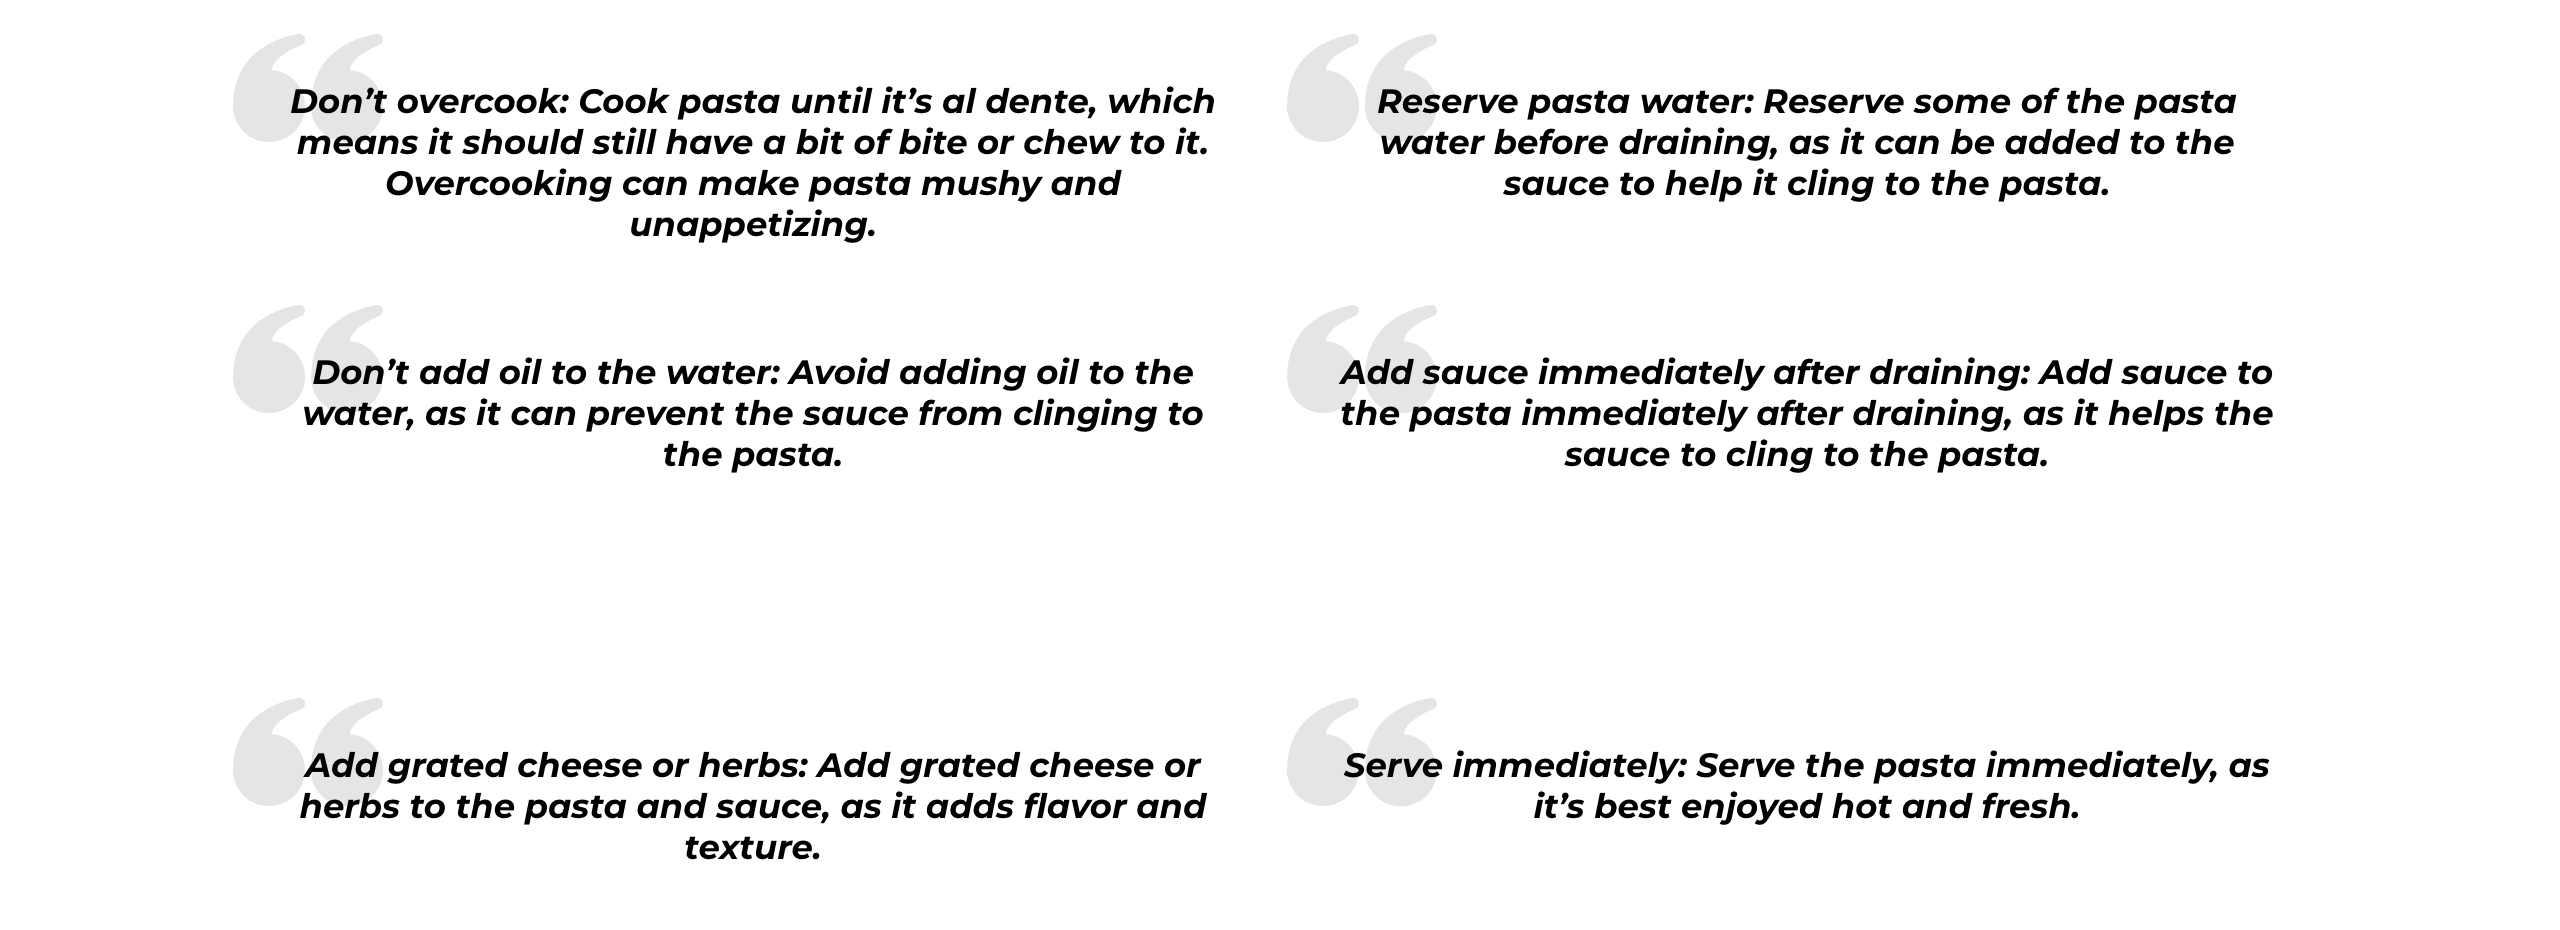 Don’t overcook: Cook pasta until it’s al dente, which
means it should still have a bit of bite or chew to it.
Overcooking can make pasta mushy and
unappetizing.
Reserve pasta water: Reserve some of the pasta
water before draining, as it can be added to the
sauce to help it cling to the pasta.
Don’t add oil to the water: Avoid adding oil to the
water, as it can prevent the sauce from clinging to
the pasta.
Add sauce immediately after draining: Add sauce to
the pasta immediately after draining, as it helps the
sauce to cling to the pasta.
Add grated cheese or herbs: Add grated cheese or
herbs to the pasta and sauce, as it adds flavor and
texture.
Serve immediately: Serve the pasta immediately, as
it’s best enjoyed hot and fresh.